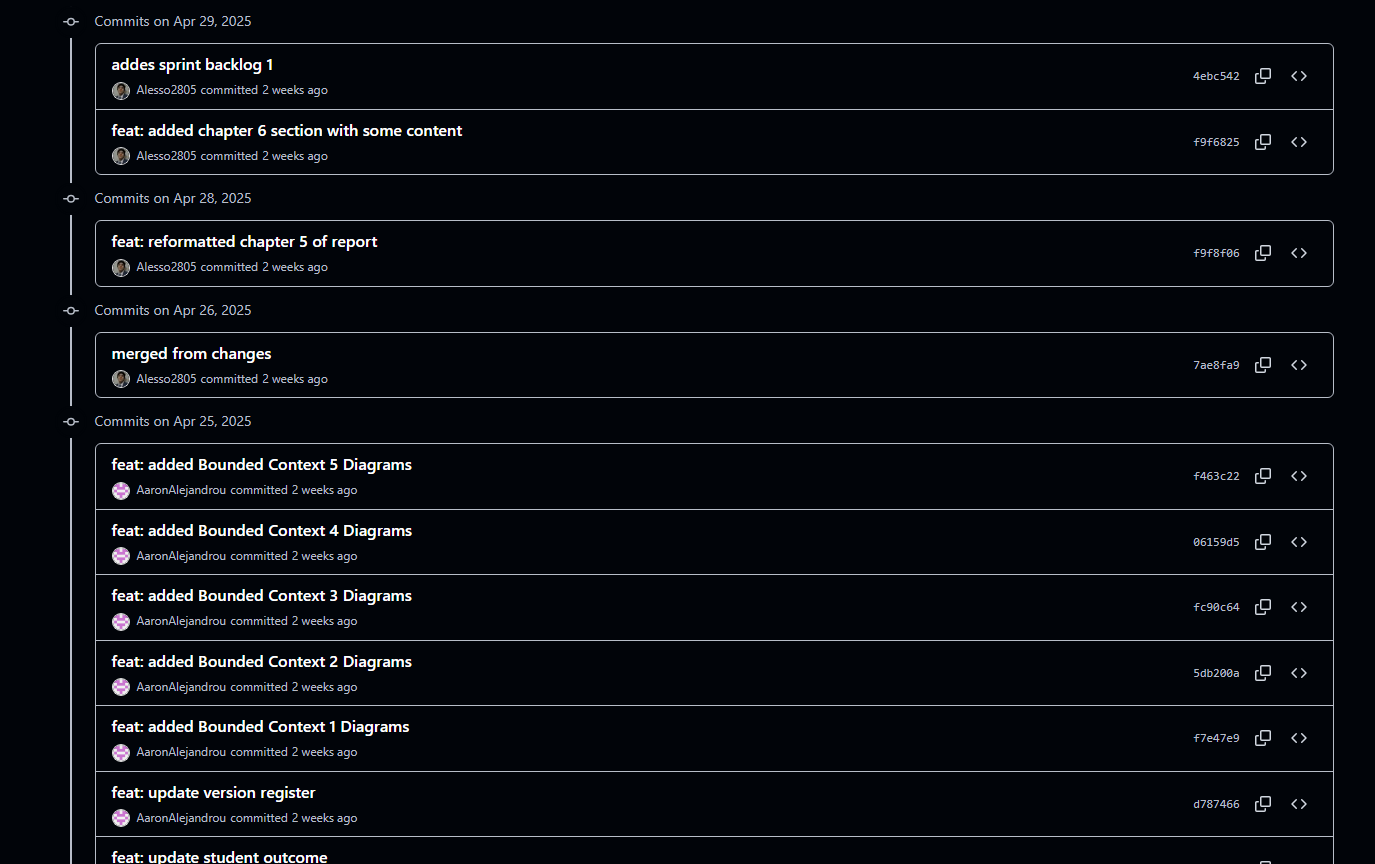 Commits on Apr 29, 2025
addes sprint backlog 1
Alesso2805 committed 2 weeks ago
4ebc542
feat: added chapter 6 section with some content
Alesso2805 committed 2 weeks ago
f9f6825
Commits on Apr 28, 2025
feat: reformatted chapter 5 of report
Alesso2805 committed 2 weeks ago
f9f8f06
Commits on Apr 26, 2025
merged from changes
Alesso2805 committed 2 weeks ago
7ae8fa9
Commits on Apr 25, 2025
feat: added Bounded Context 5 Diagrams
AaronAlejandrou committed 2 weeks ago
f463c22
feat: added Bounded Context 4 Diagrams
AaronAlejandrou committed 2 weeks ago
06159d5
feat: added Bounded Context 3 Diagrams
AaronAlejandrou committed 2 weeks ago
fc90c64
feat: added Bounded Context 2 Diagrams
AaronAlejandrou committed 2 weeks ago
5db200a
feat: added Bounded Context 1 Diagrams
AaronAlejandrou committed 2 weeks ago
f7e47e9
feat: update version register
AaronAlejandrou committed 2 weeks ago
d787466
feat: update student outcome